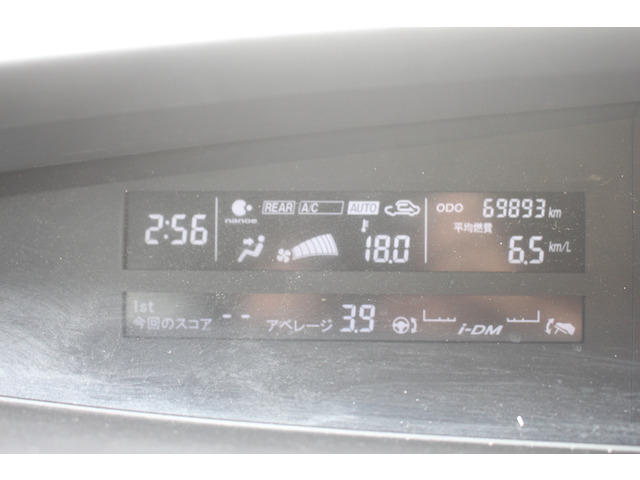 2:56 nanoe REAR A/C AUTO ODO 69893 km
18.0 平均燃費 6.5 km/L
1st
今回のスコア -- アベレージ 3.9 i-DM